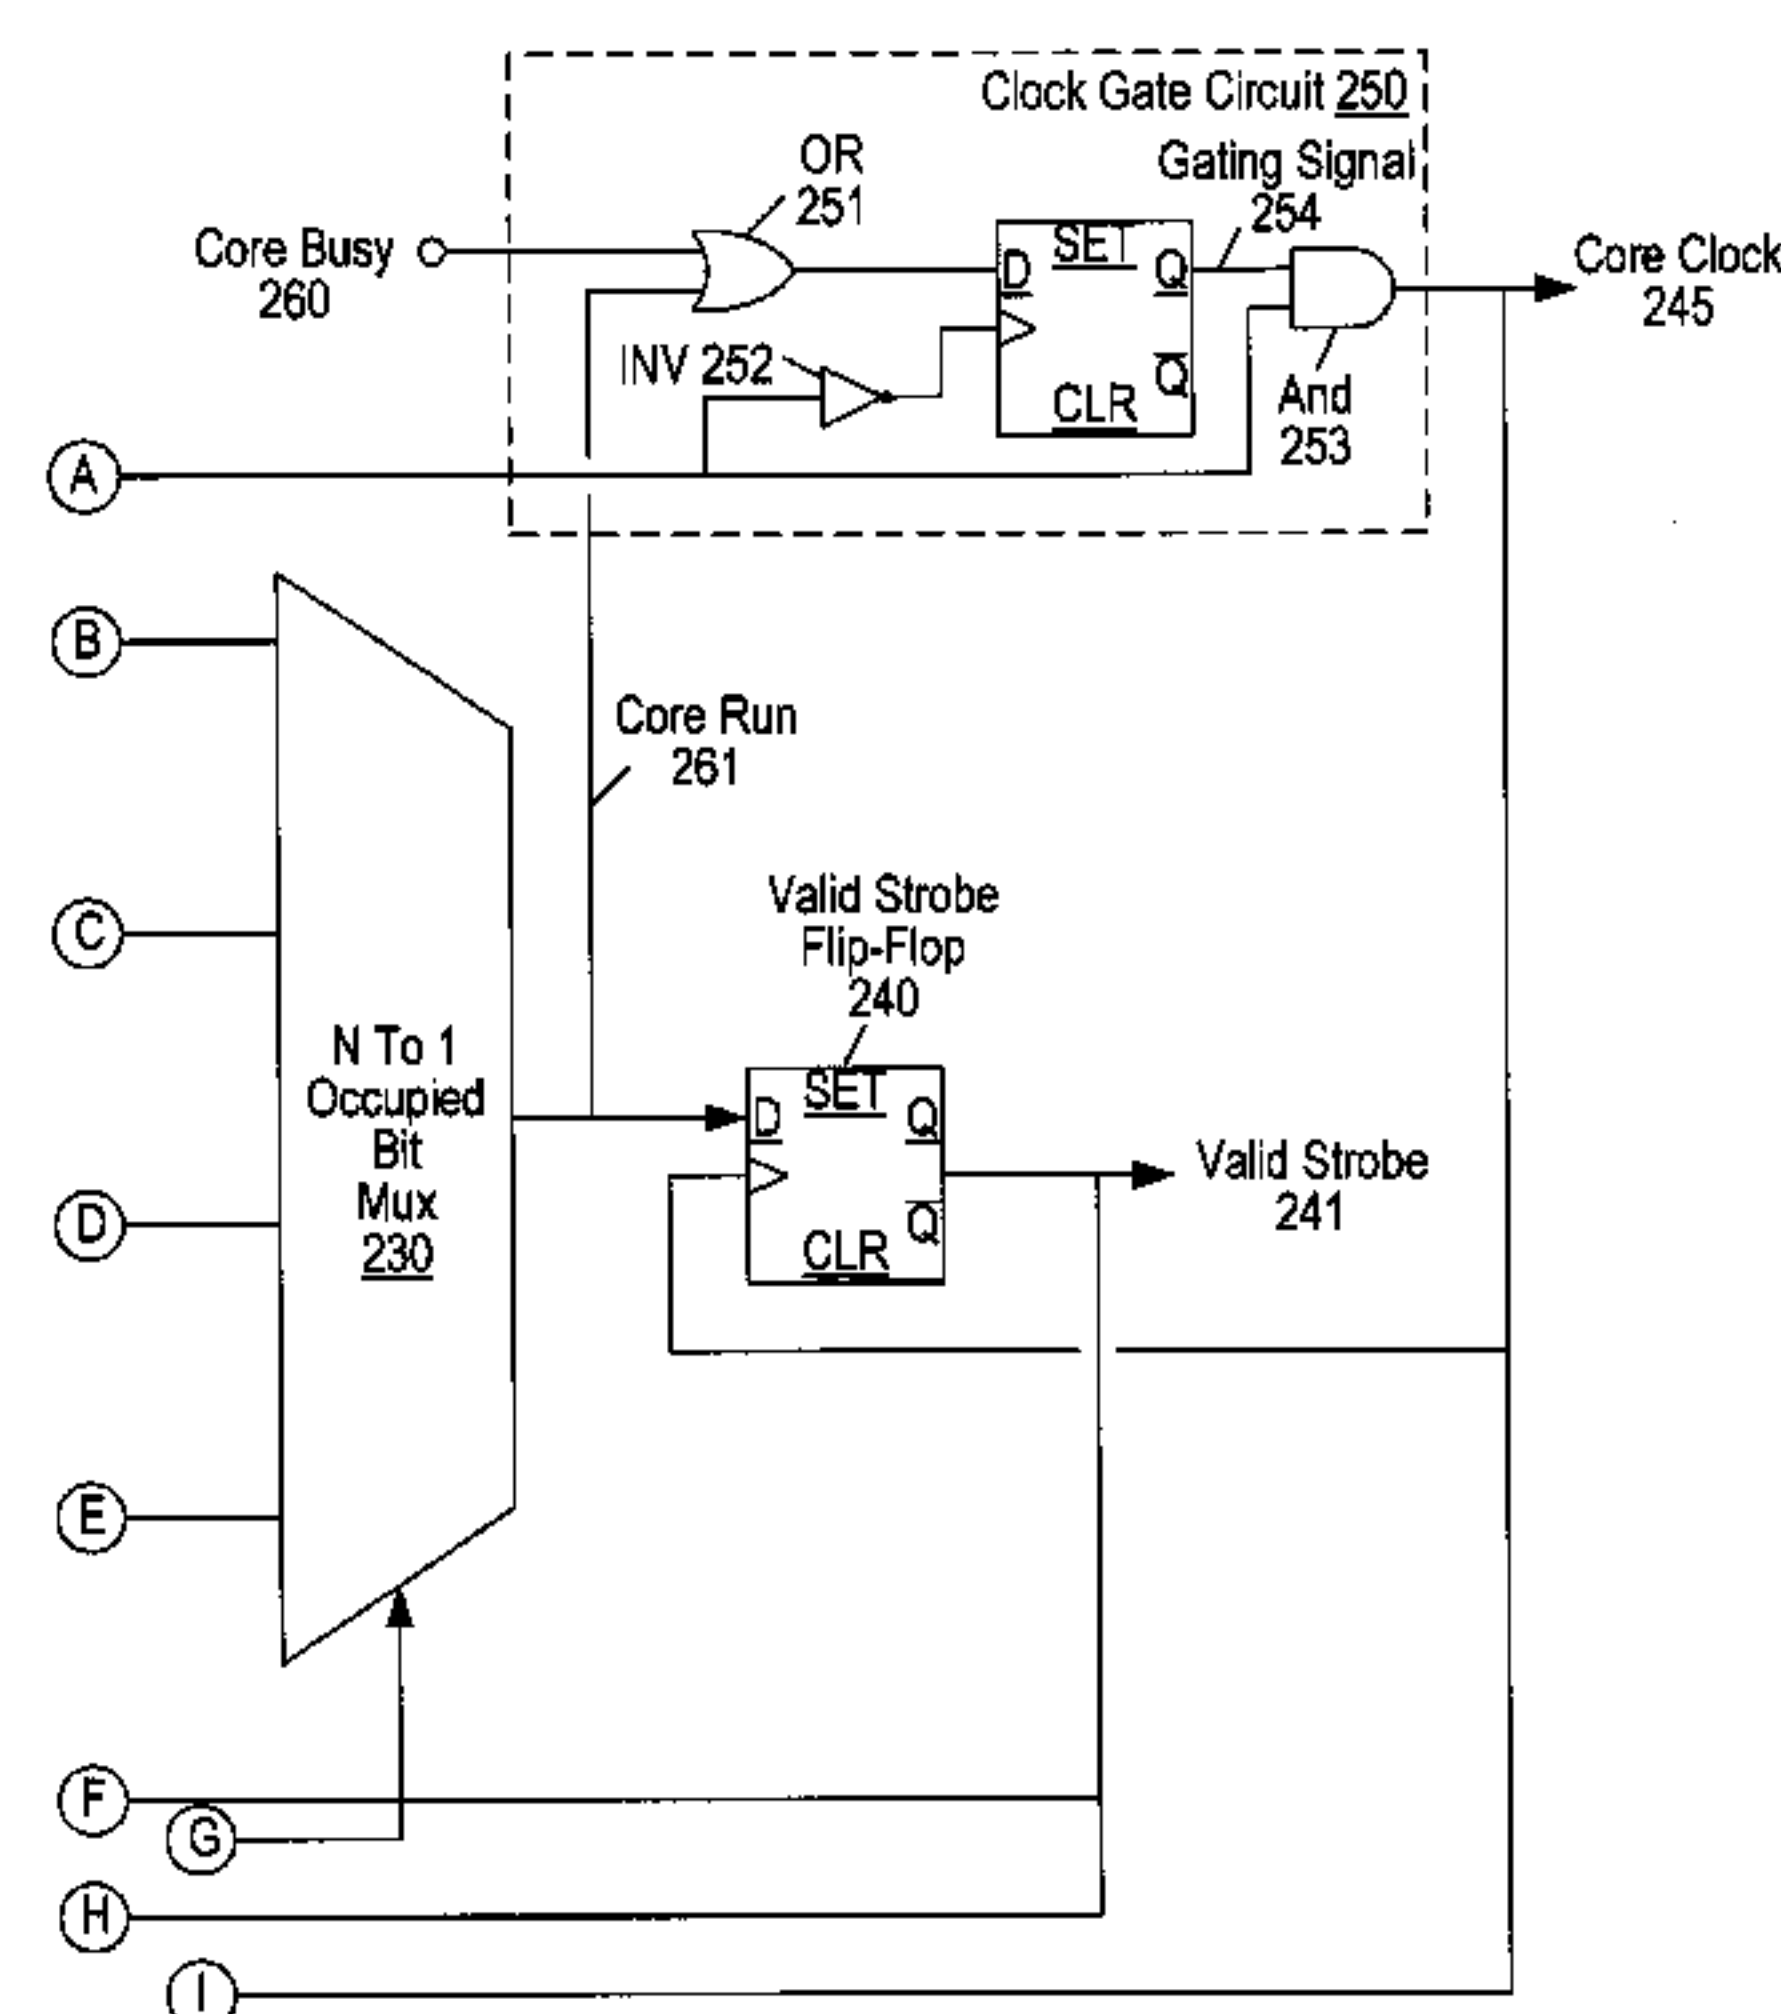 Clock Gate Circuit 250
OR
251
Gating Signal
254
Core Busy
260
D
SET
Q
Core Clock
245
INV 252
Q
CLR
And
253
A
B
Core Run
261
C
Valid Strobe
Flip-Flop
240
N To 1
Occupied
Bit
Mux
230
D
SET
Q
Valid Strobe
241
Q
CLR
D
E
F
G
H
I